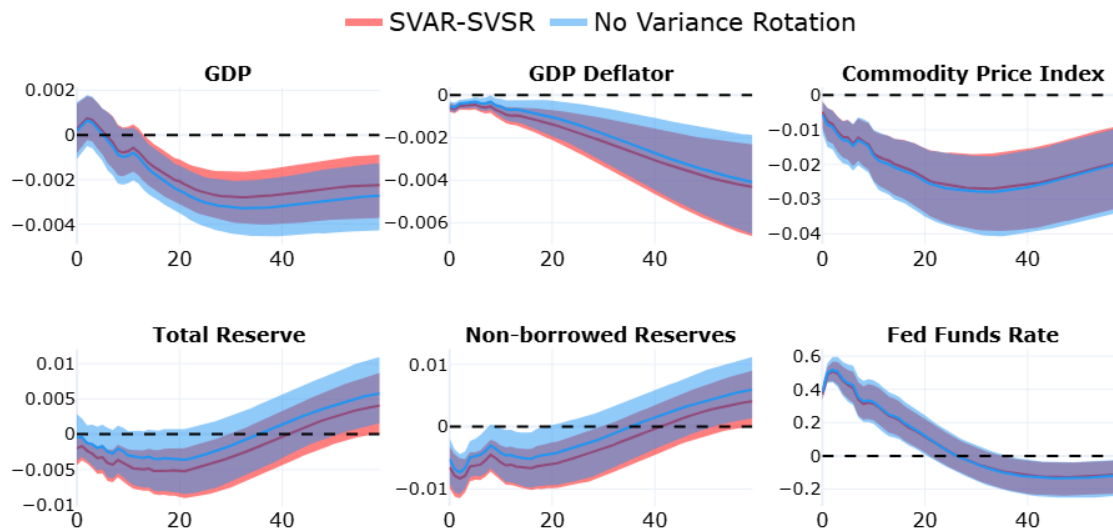 SVAR-SVSR No Variance Rotation
GDP
0.002
0
−0.002
−0.004
0 20 40
GDP Deflator
0
−0.002
−0.004
−0.006
0 20 40
Commodity Price Index
0
−0.01
−0.02
−0.03
−0.04
0 20 40
Total Reserve
0.01
0.005
0
−0.005
−0.01
0 20 40
Non-borrowed Reserves
0.01
0
−0.01
0 20 40
Fed Funds Rate
0.6
0.4
0.2
0
−0.2
0 20 40